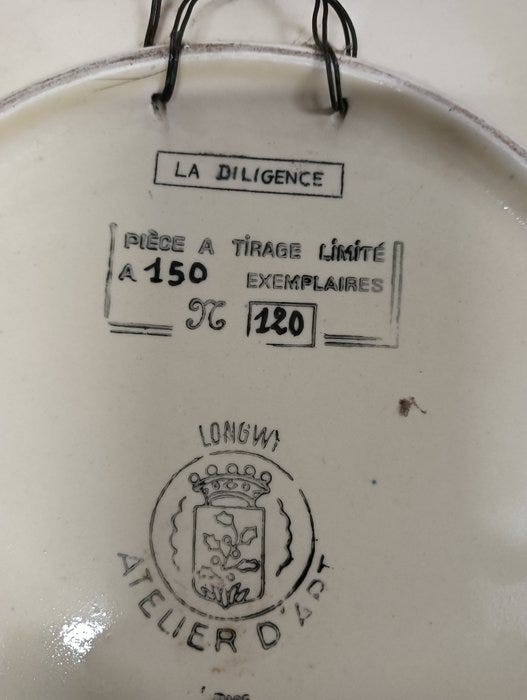 LA DILIGENCE
PIÈCE A TIRAGE LIMITÉ
A 150 EXEMPLAIRES
N 120
LONGWY
ATELIER D'ART